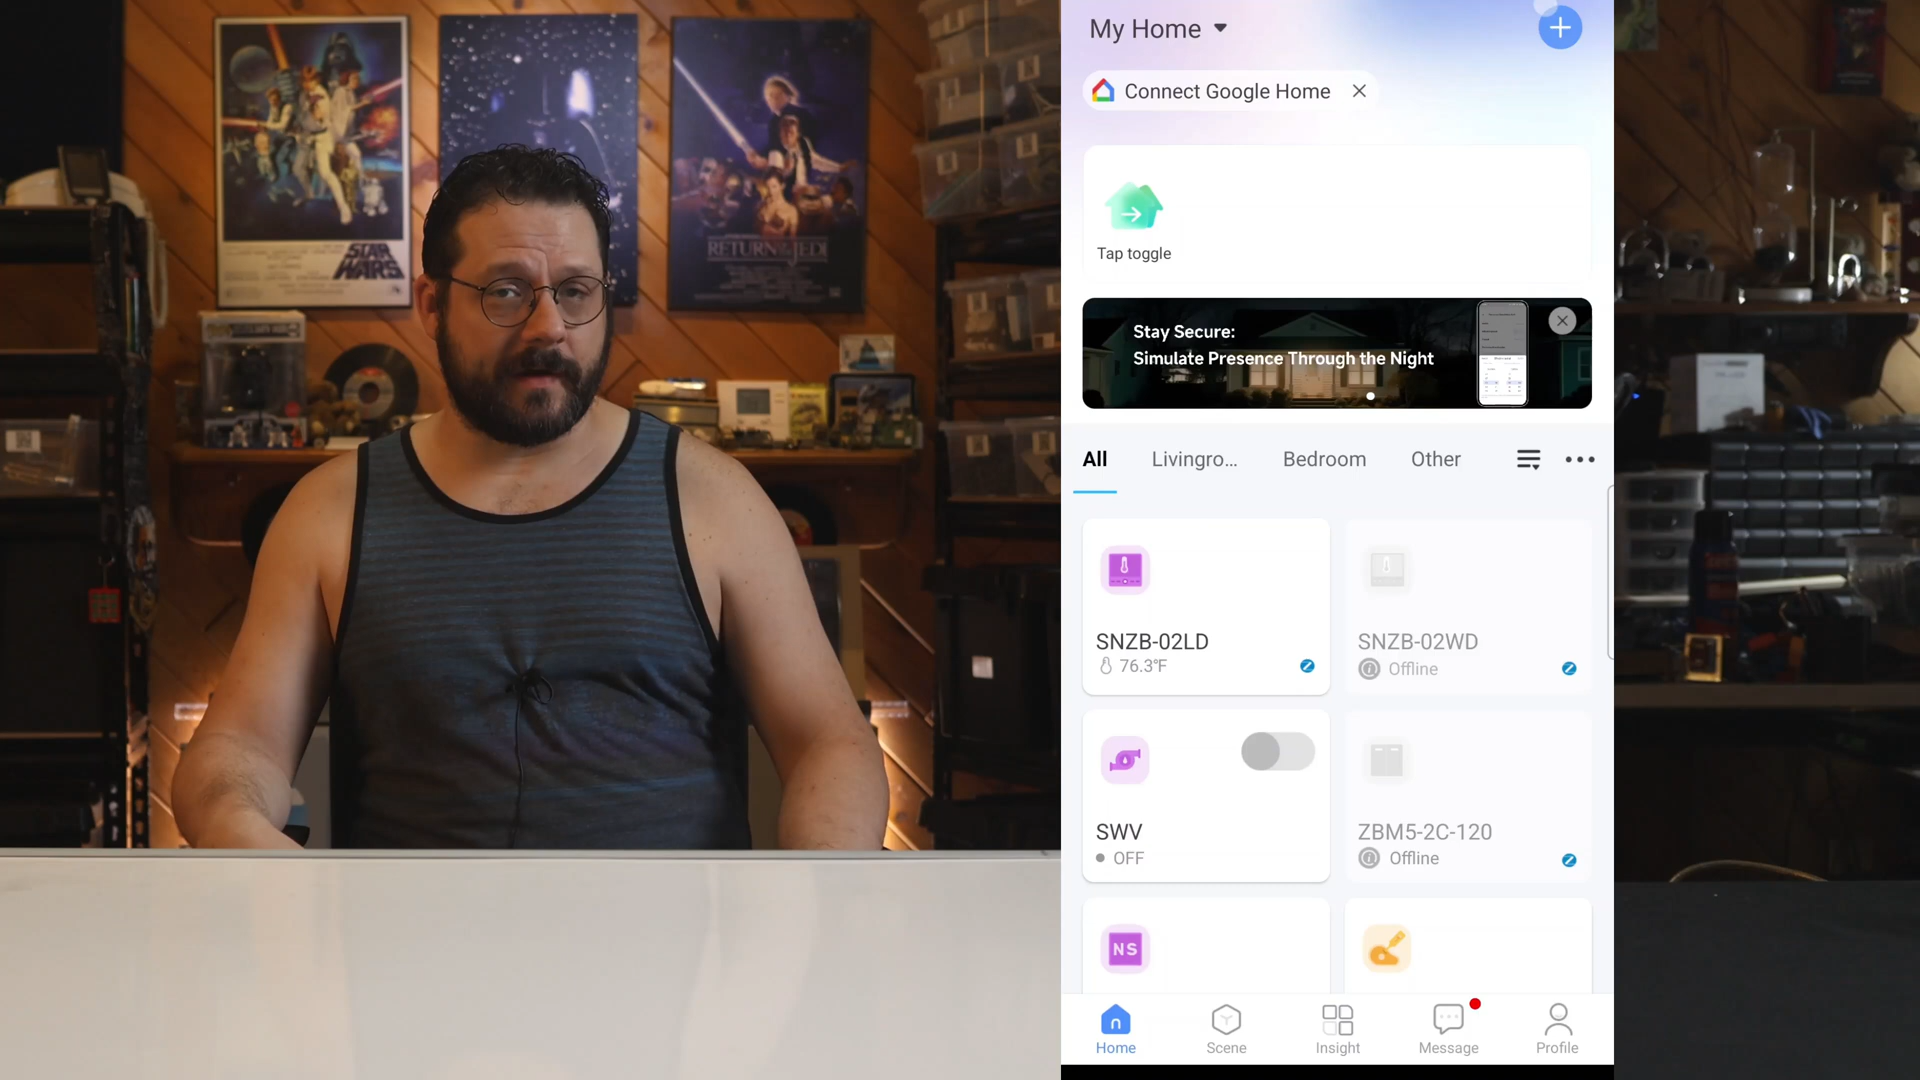 STAR
WARS
RETURN OF THE JEDI
My Home
Connect Google Home
Tap toggle
Stay Secure:
Simulate Presence Through the Night
All
Livingro...
Bedroom
Other
SNZB-02LD
76.3°F
SNZB-02WD
Offline
SWV
OFF
ZBM5-2C-120
Offline
NS
Home
Scene
Insight
Message
Profile